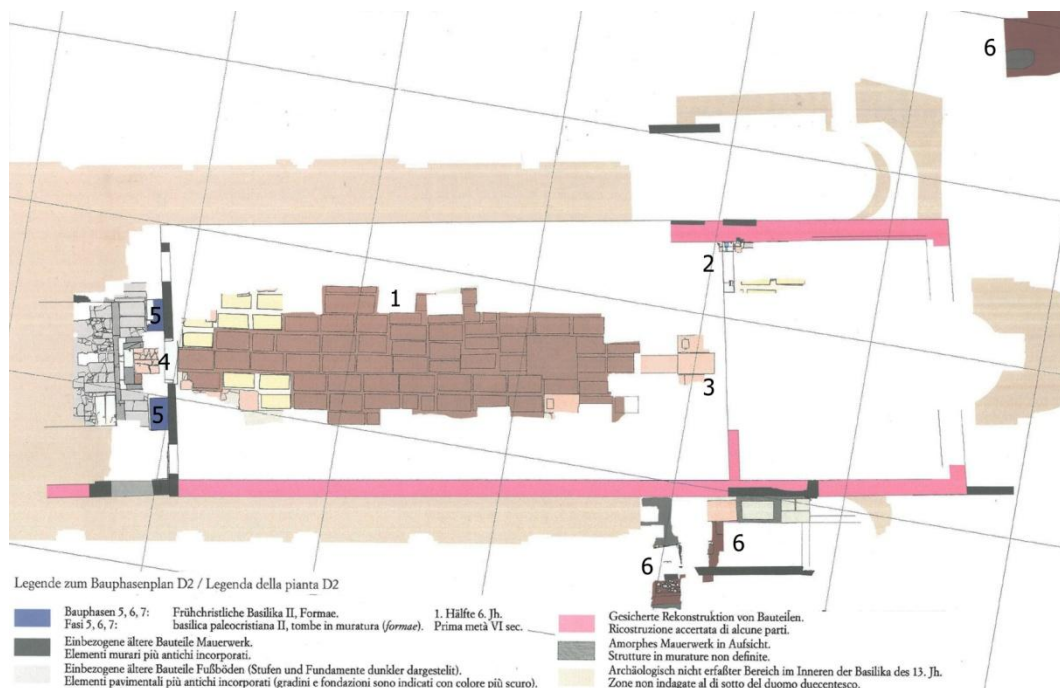 6
1
2
5
4
3
5
6
6
Legende zum Bauphasenplan D2 / Legenda della pianta D2
Bauphasen 5, 6, 7: Frühchristliche Basilika II, Formae. 1. Hälfte 6. Jh.
Fasi 5, 6, 7: basilica paleocristiana II, tombe in muratura (formae). Prima metà VI sec.
Einbezogene ältere Bauteile Mauerwerk.
Elementi murari più antichi incorporati.
Einbezogene ältere Bauteile Fußböden (Stufen und Fundamente dunkler dargestelit).
Elementi pavimentali più antichi incorporati (gradini e fondazioni sono indicati con colore più scuro).
Gesicherte Rekonstruktion von Bauteilen.
Ricostruzione accertata di alcune parti.
Amorphes Mauerwerk in Aufsicht.
Strutture in murature non definite.
Archäologisch nicht erfaßter Bereich im Inneren der Basilika des 13. Jh.
Zone non indagate al di sotto del duomo duecentesco.